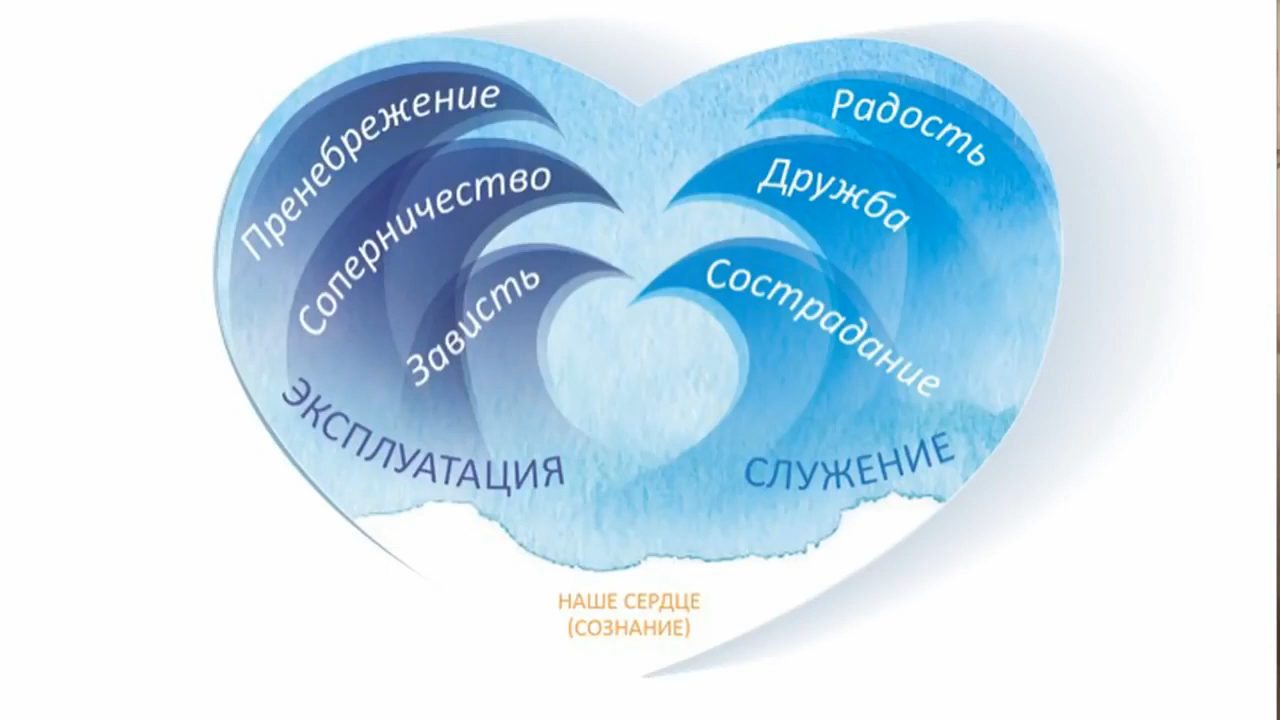 Пренебрежение
Соперничество
Зависть
ЭКСПЛУАТАЦИЯ
Радость
Дружба
Сострадание
СЛУЖЕНИЕ
НАШЕ СЕРДЦЕ
(СОЗНАНИЕ)